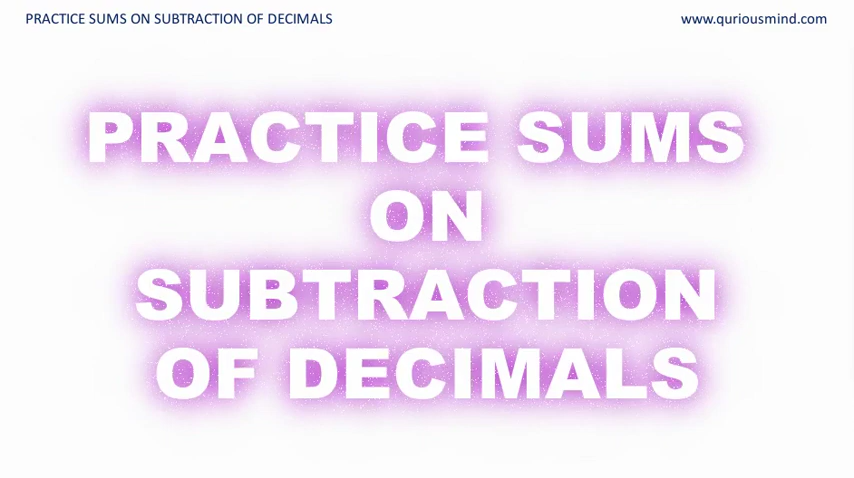 PRACTICE SUMS ON SUBTRACTION OF DECIMALS
www.quriousmind.com
PRACTICE SUMS
ON
SUBTRACTION
OF DECIMALS